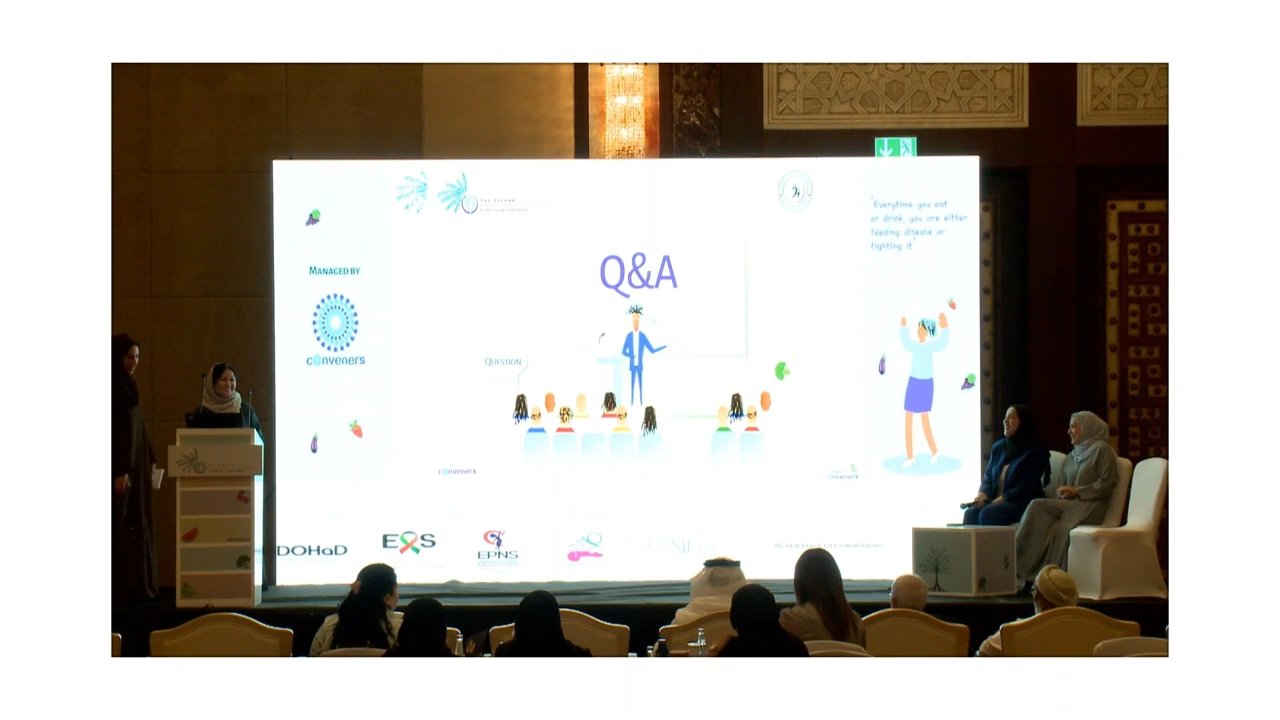 "Everytime you eat
or drink, you are either
feeding disease or
fighting it"
MANAGED BY
cOnveners
Q&A
QUESTION
cOnveners
conveners
DOHaD
EOS
EPNS